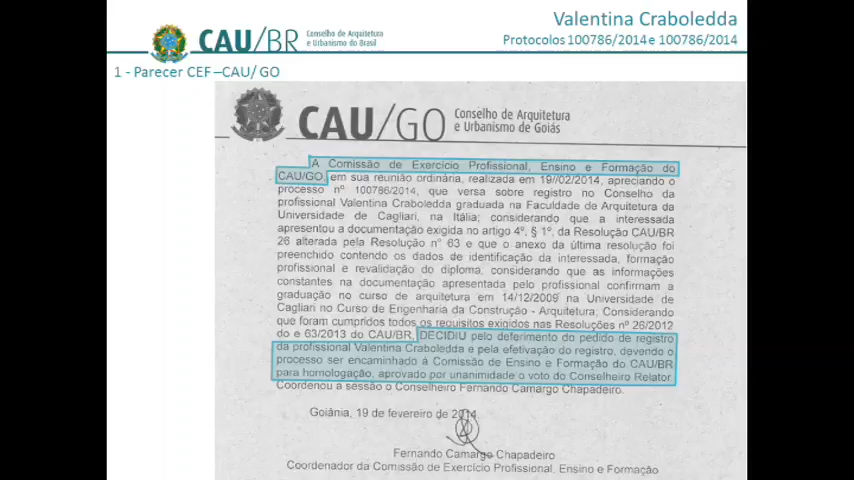 Valentina Craboledda
Protocolos 100786/2014 e 100786/2014
CAU/BR Conselho de Arquitetura
e Urbanismo do Brasil
1 - Parecer CEF –CAU/ GO
CAU/GO Conselho de Arquitetura
e Urbanismo de Goiás
A Comissão de Exercício Profissional, Ensino e Formação do
CAU/GO, em sua reunião ordinária, realizada em 19//02/2014, apreciando o
processo nº 100786/2014, que versa sobre registro no Conselho da
profissional Valentina Craboledda graduada na Faculdade de Arquitetura da
Universidade de Cagliari, na Itália; considerando que a interessada
apresentou a documentação exigida no artigo 4º, § 1º, da Resolução CAU/BR
26 alterada pela Resolução n° 63 e que o anexo da última resolução foi
preenchido contendo os dados de identificação da interessada, formação
profissional e revalidação do diploma; considerando que as informações
constantes na documentação apresentada pelo profissional confirmam a
graduação no curso de arquitetura em 14/12/2009 na Universidade de
Cagliari no Curso de Engenharia da Construção - Arquitetura; Considerando
que foram cumpridos todos os requisitos exigidos nas Resoluções nº 26/2012
do e 63/2013 do CAU/BR, DECIDIU pelo deferimento do pedido de registro
da profissional Valentina Craboledda e pela efetivação do registro, devendo o
processo ser encaminhado á Comissão de Ensino e Formação do CAU/BR
para homologação, aprovado por unanimidade o voto do Conselheiro Relator.
Coordenou a sessão o Conselheiro Fernando Camargo Chapadeiro.
Goiânia, 19 de fevereiro de 2014.
Fernando Camargo Chapadeiro
Coordenador da Comissão de Exercício Profissional, Ensino e Formação